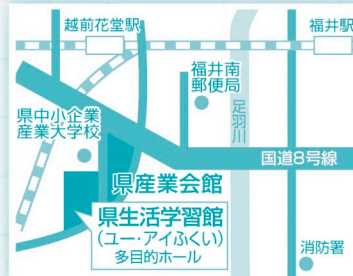 越前花堂駅
福井駅
福井南
郵便局
足羽川
県中小企業
産業大学校
国道8号線
県産業会館
県生活学習館
(ユー・アイふくい)
多目的ホール
消防署